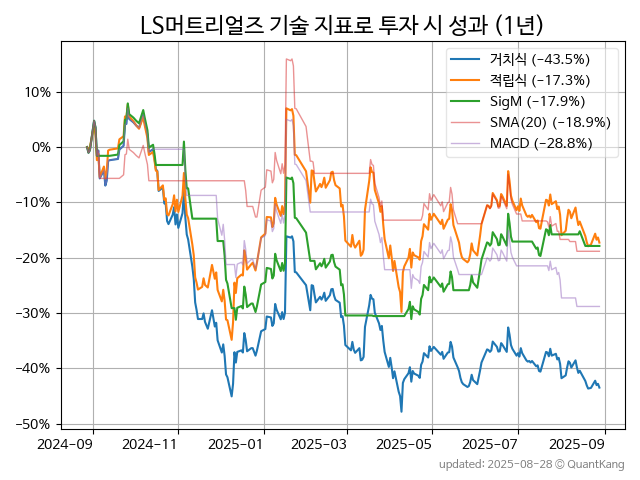 LS머트리얼즈 기술 지표로 투자 시 성과 (1년)
거치식 (−43.5%)
적립식 (−17.3%)
SigM (−17.9%)
SMA(20) (−18.9%)
MACD (−28.8%)
10%
0%
−10%
−20%
−30%
−40%
−50%
2024-09
2024-11
2025-01
2025-03
2025-05
2025-07
2025-09
updated: 2025-08-28 © QuantKang